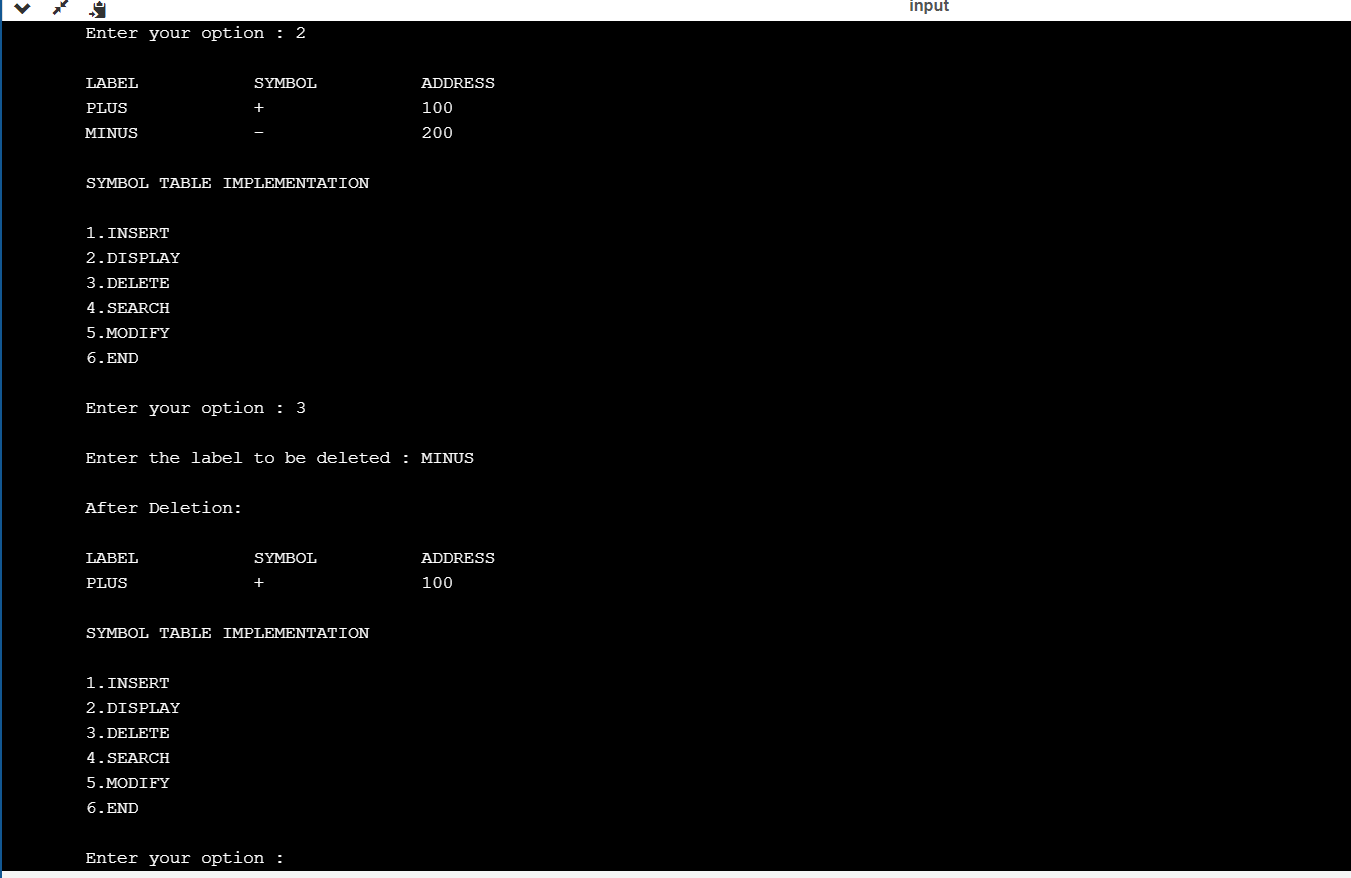 input
Enter your option : 2
LABEL SYMBOL ADDRESS
PLUS + 100
MINUS - 200
SYMBOL TABLE IMPLEMENTATION
1.INSERT
2.DISPLAY
3.DELETE
4.SEARCH
5.MODIFY
6.END
Enter your option : 3
Enter the label to be deleted : MINUS
After Deletion:
LABEL SYMBOL ADDRESS
PLUS + 100
SYMBOL TABLE IMPLEMENTATION
1.INSERT
2.DISPLAY
3.DELETE
4.SEARCH
5.MODIFY
6.END
Enter your option :